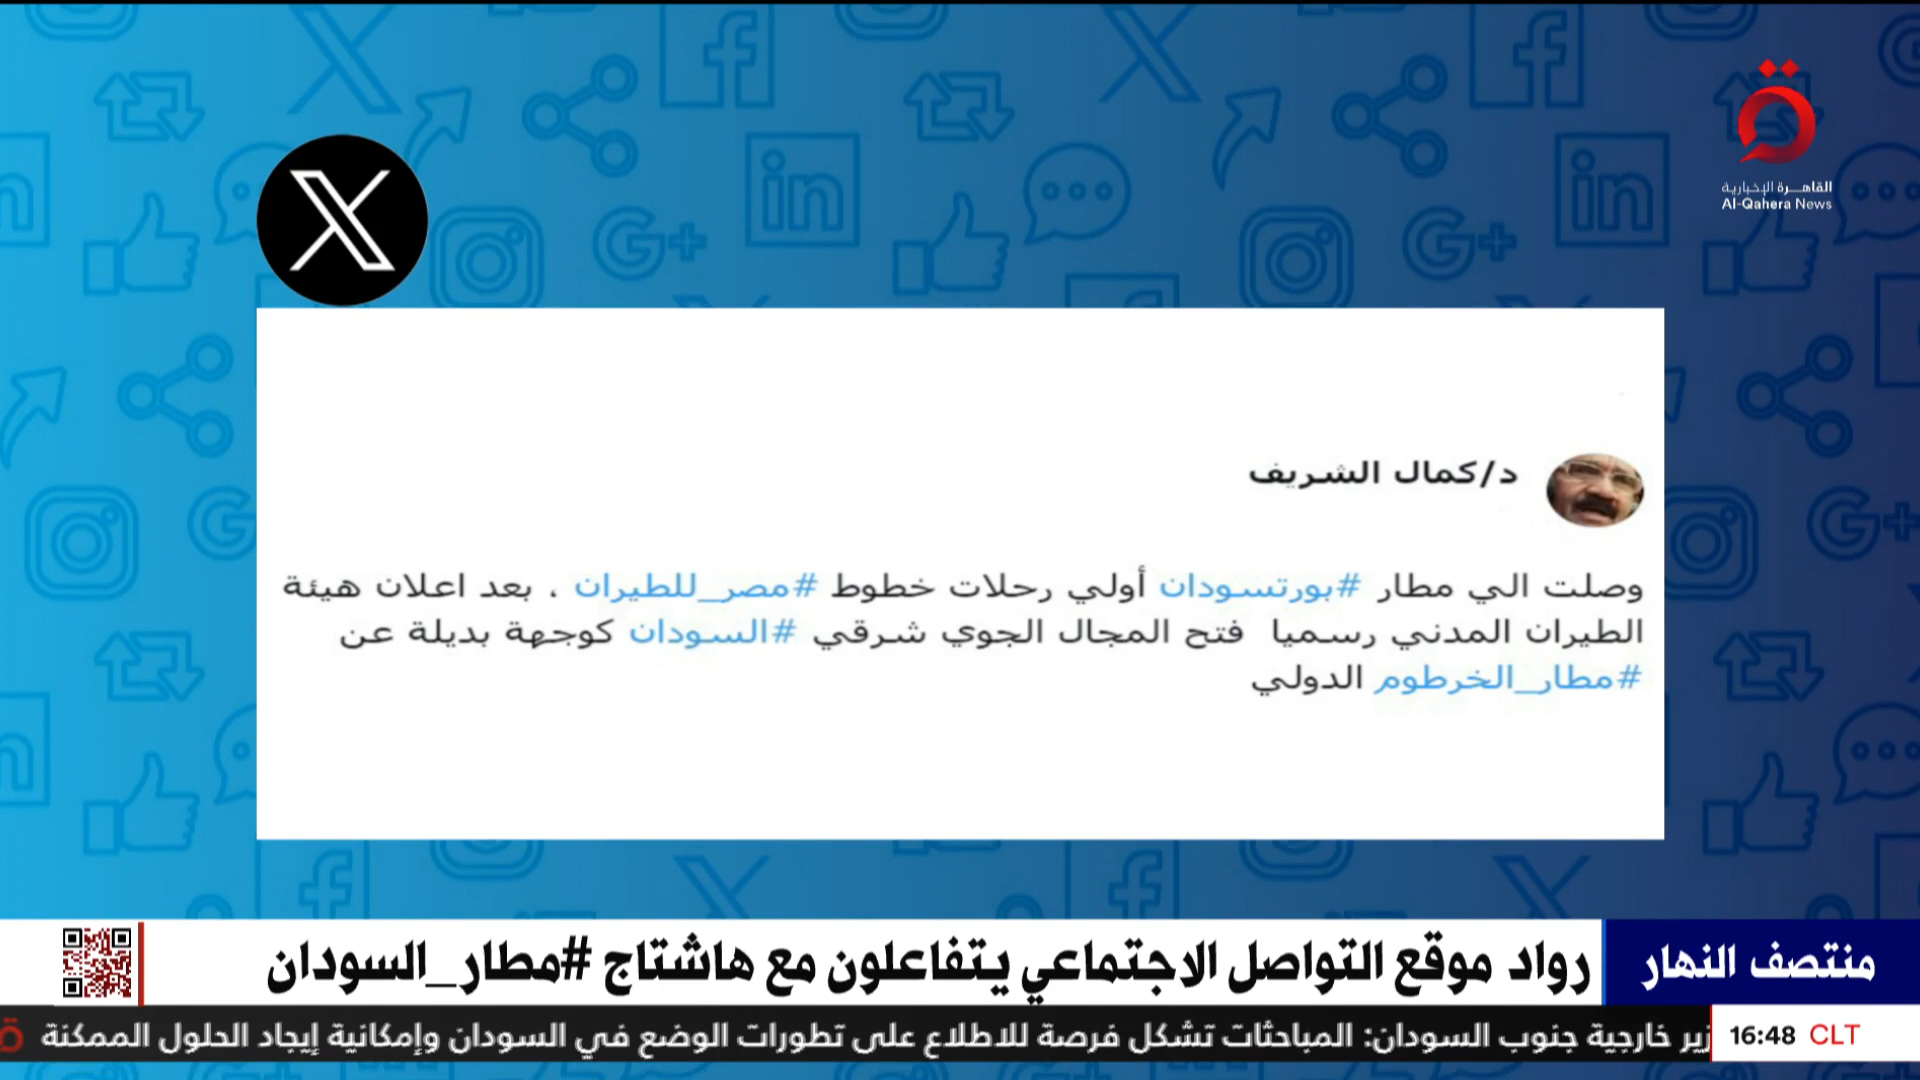 القاهرة الإخبارية
Al-Qahera News
د/كمال الشريف
وصلت الي مطار #بورتسودان أولي رحلات خطوط #مصر_للطيران ، بعد اعلان هيئة
الطيران المدني رسميا فتح المجال الجوي شرقي #السودان كوجهة بديلة عن
#مطار_الخرطوم الدولي
منتصف النهار
رواد موقع التواصل الاجتماعي يتفاعلون مع هاشتاج #مطار_السودان
16:48 CLT
زير خارجية جنوب السودان: المباحثات تشكل فرصة للاطلاع على تطورات الوضع في السودان وإمكانية إيجاد الحلول الممكنة